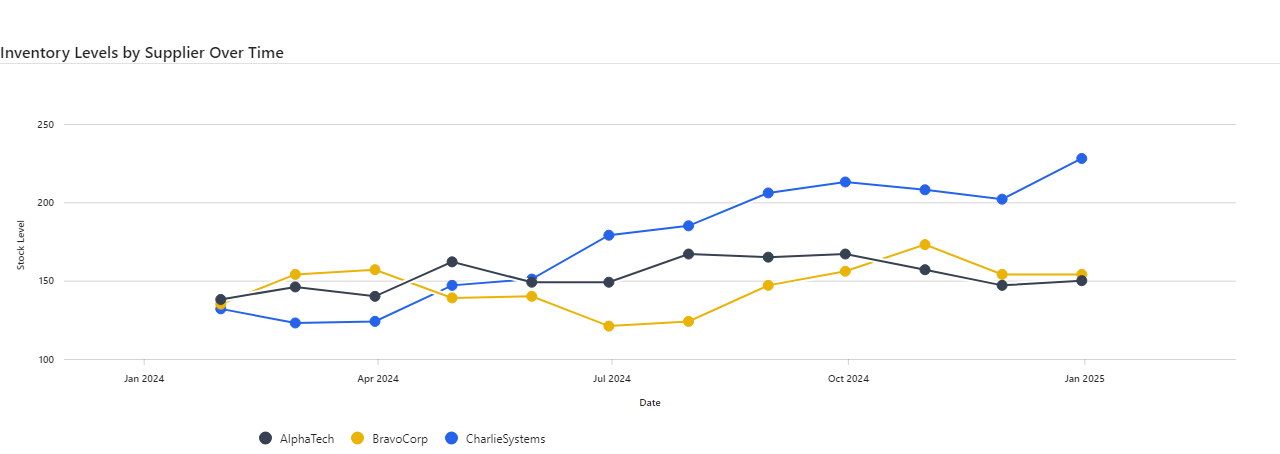 Inventory Levels by Supplier Over Time
250
200
150
100
Stock Level
Jan 2024 Apr 2024 Jul 2024 Oct 2024 Jan 2025
Date
AlphaTech BravoCorp CharlieSystems